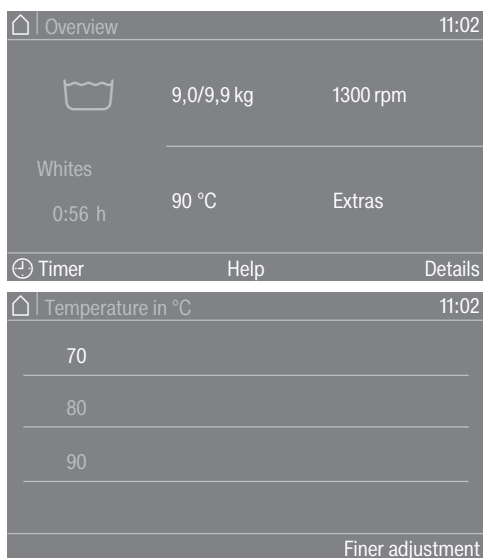 Overview 11:02
9,0/9,9 kg 1300 rpm
Whites
0:56 h
90 °C Extras
Timer Help Details
Temperature in °C 11:02
70
80
90
Finer adjustment